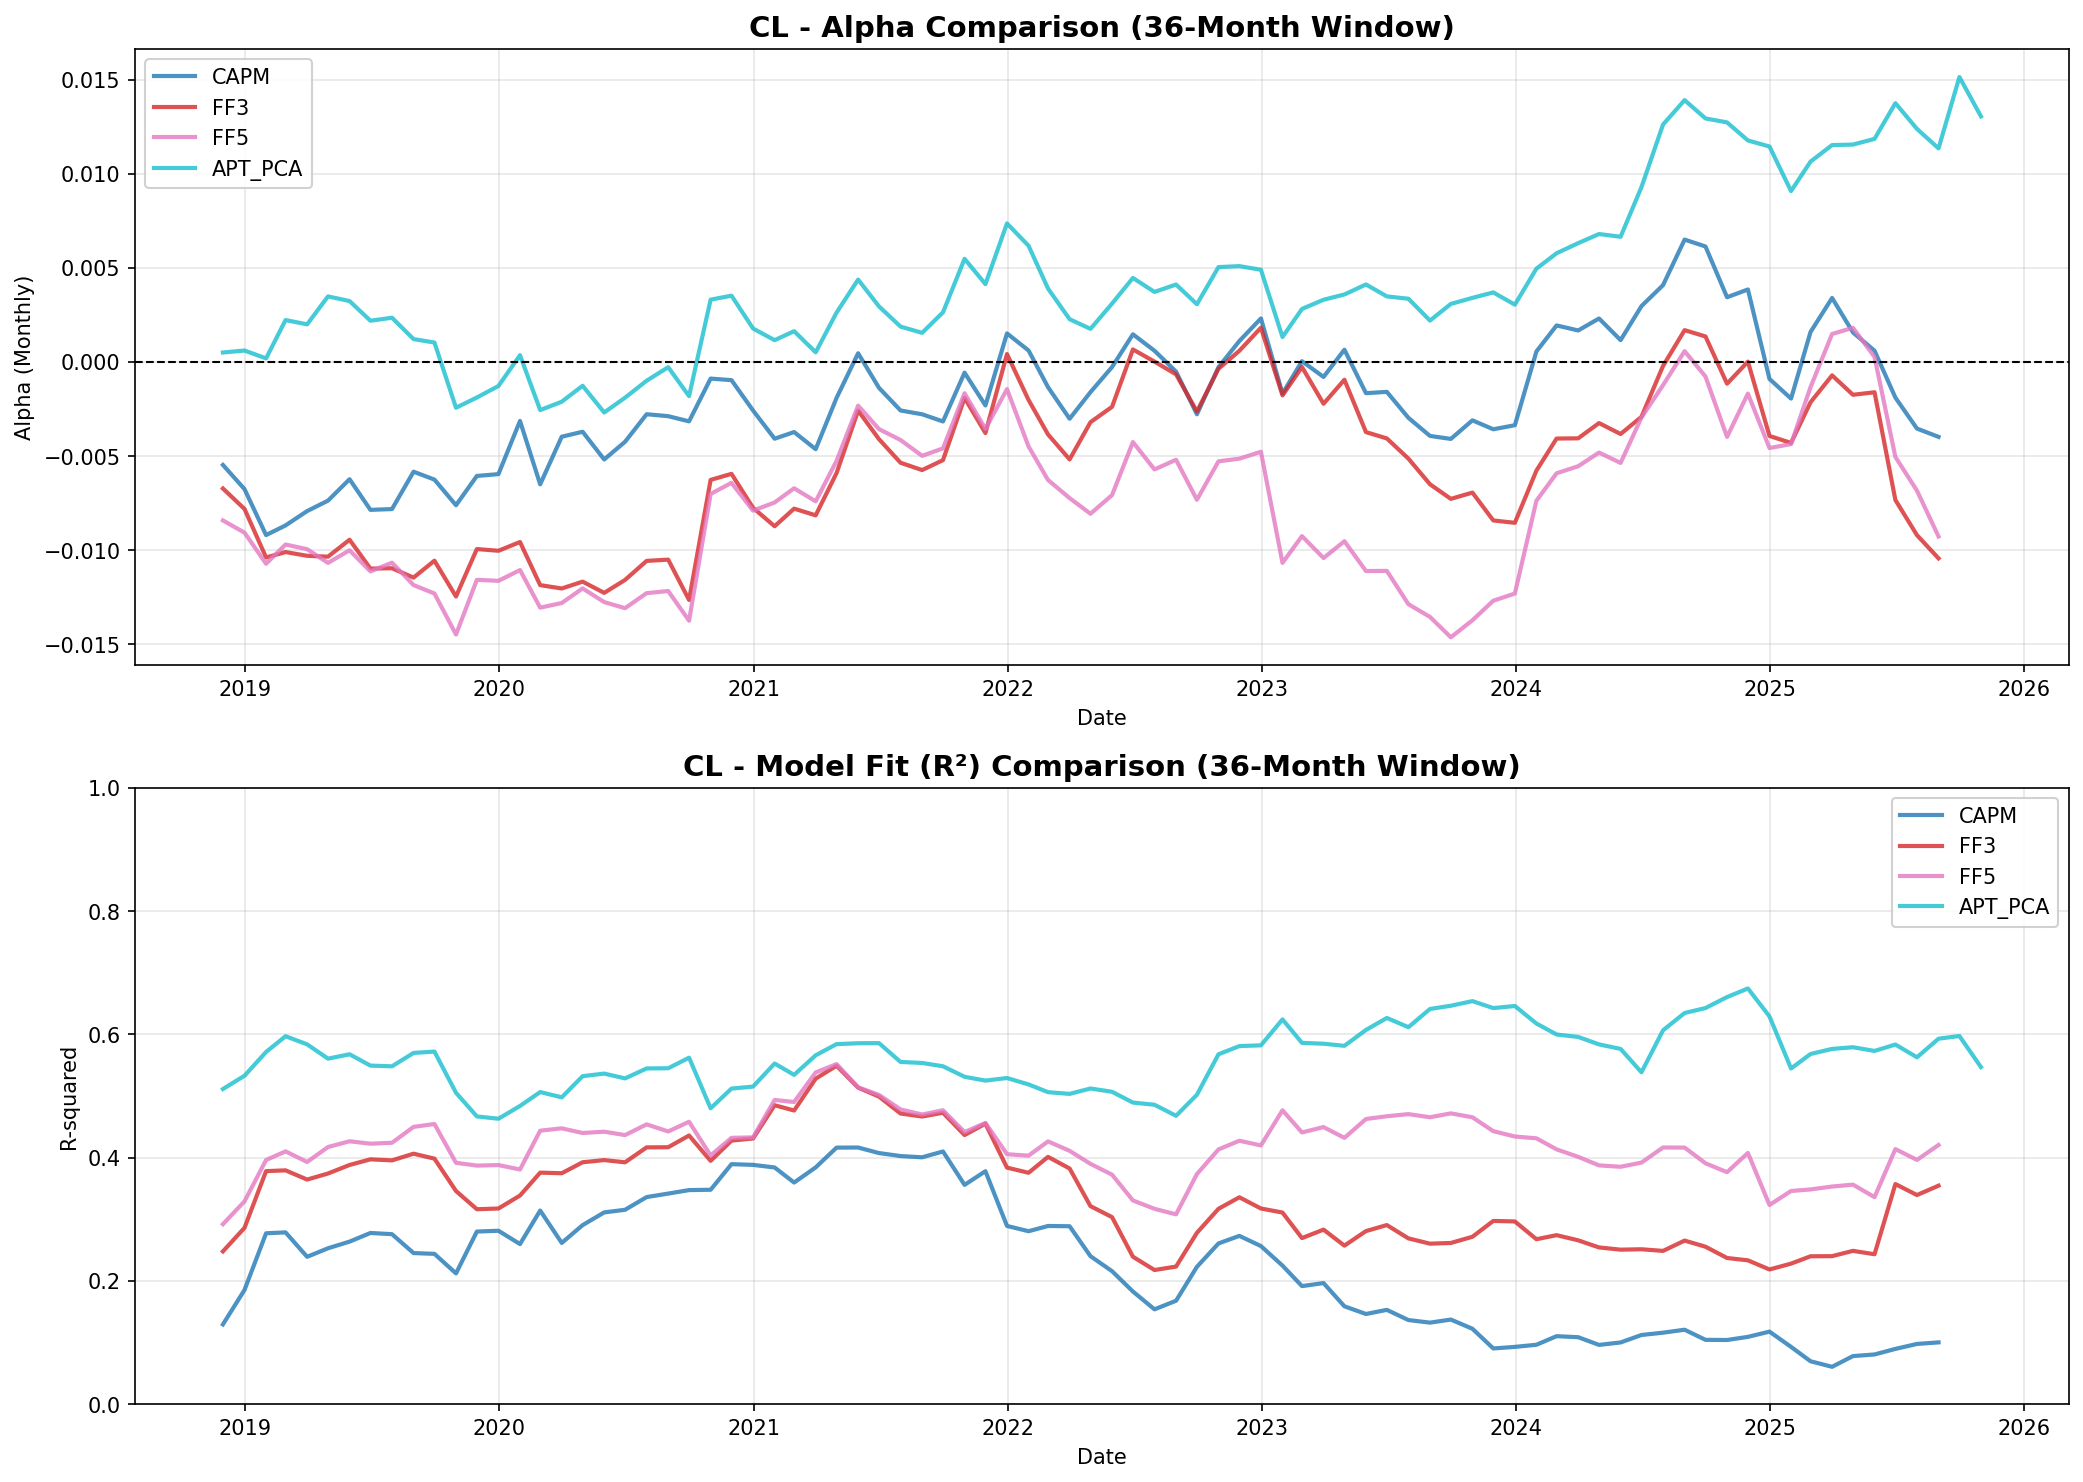 CL - Alpha Comparison (36-Month Window)
CAPM
FF3
FF5
APT_PCA
0.015
0.010
0.005
0.000
−0.005
−0.010
−0.015
Alpha (Monthly)
2019 2020 2021 2022 2023 2024 2025 2026
Date
CL - Model Fit (R²) Comparison (36-Month Window)
CAPM
FF3
FF5
APT_PCA
1.0
0.8
0.6
0.4
0.2
0.0
R-squared
2019 2020 2021 2022 2023 2024 2025 2026
Date